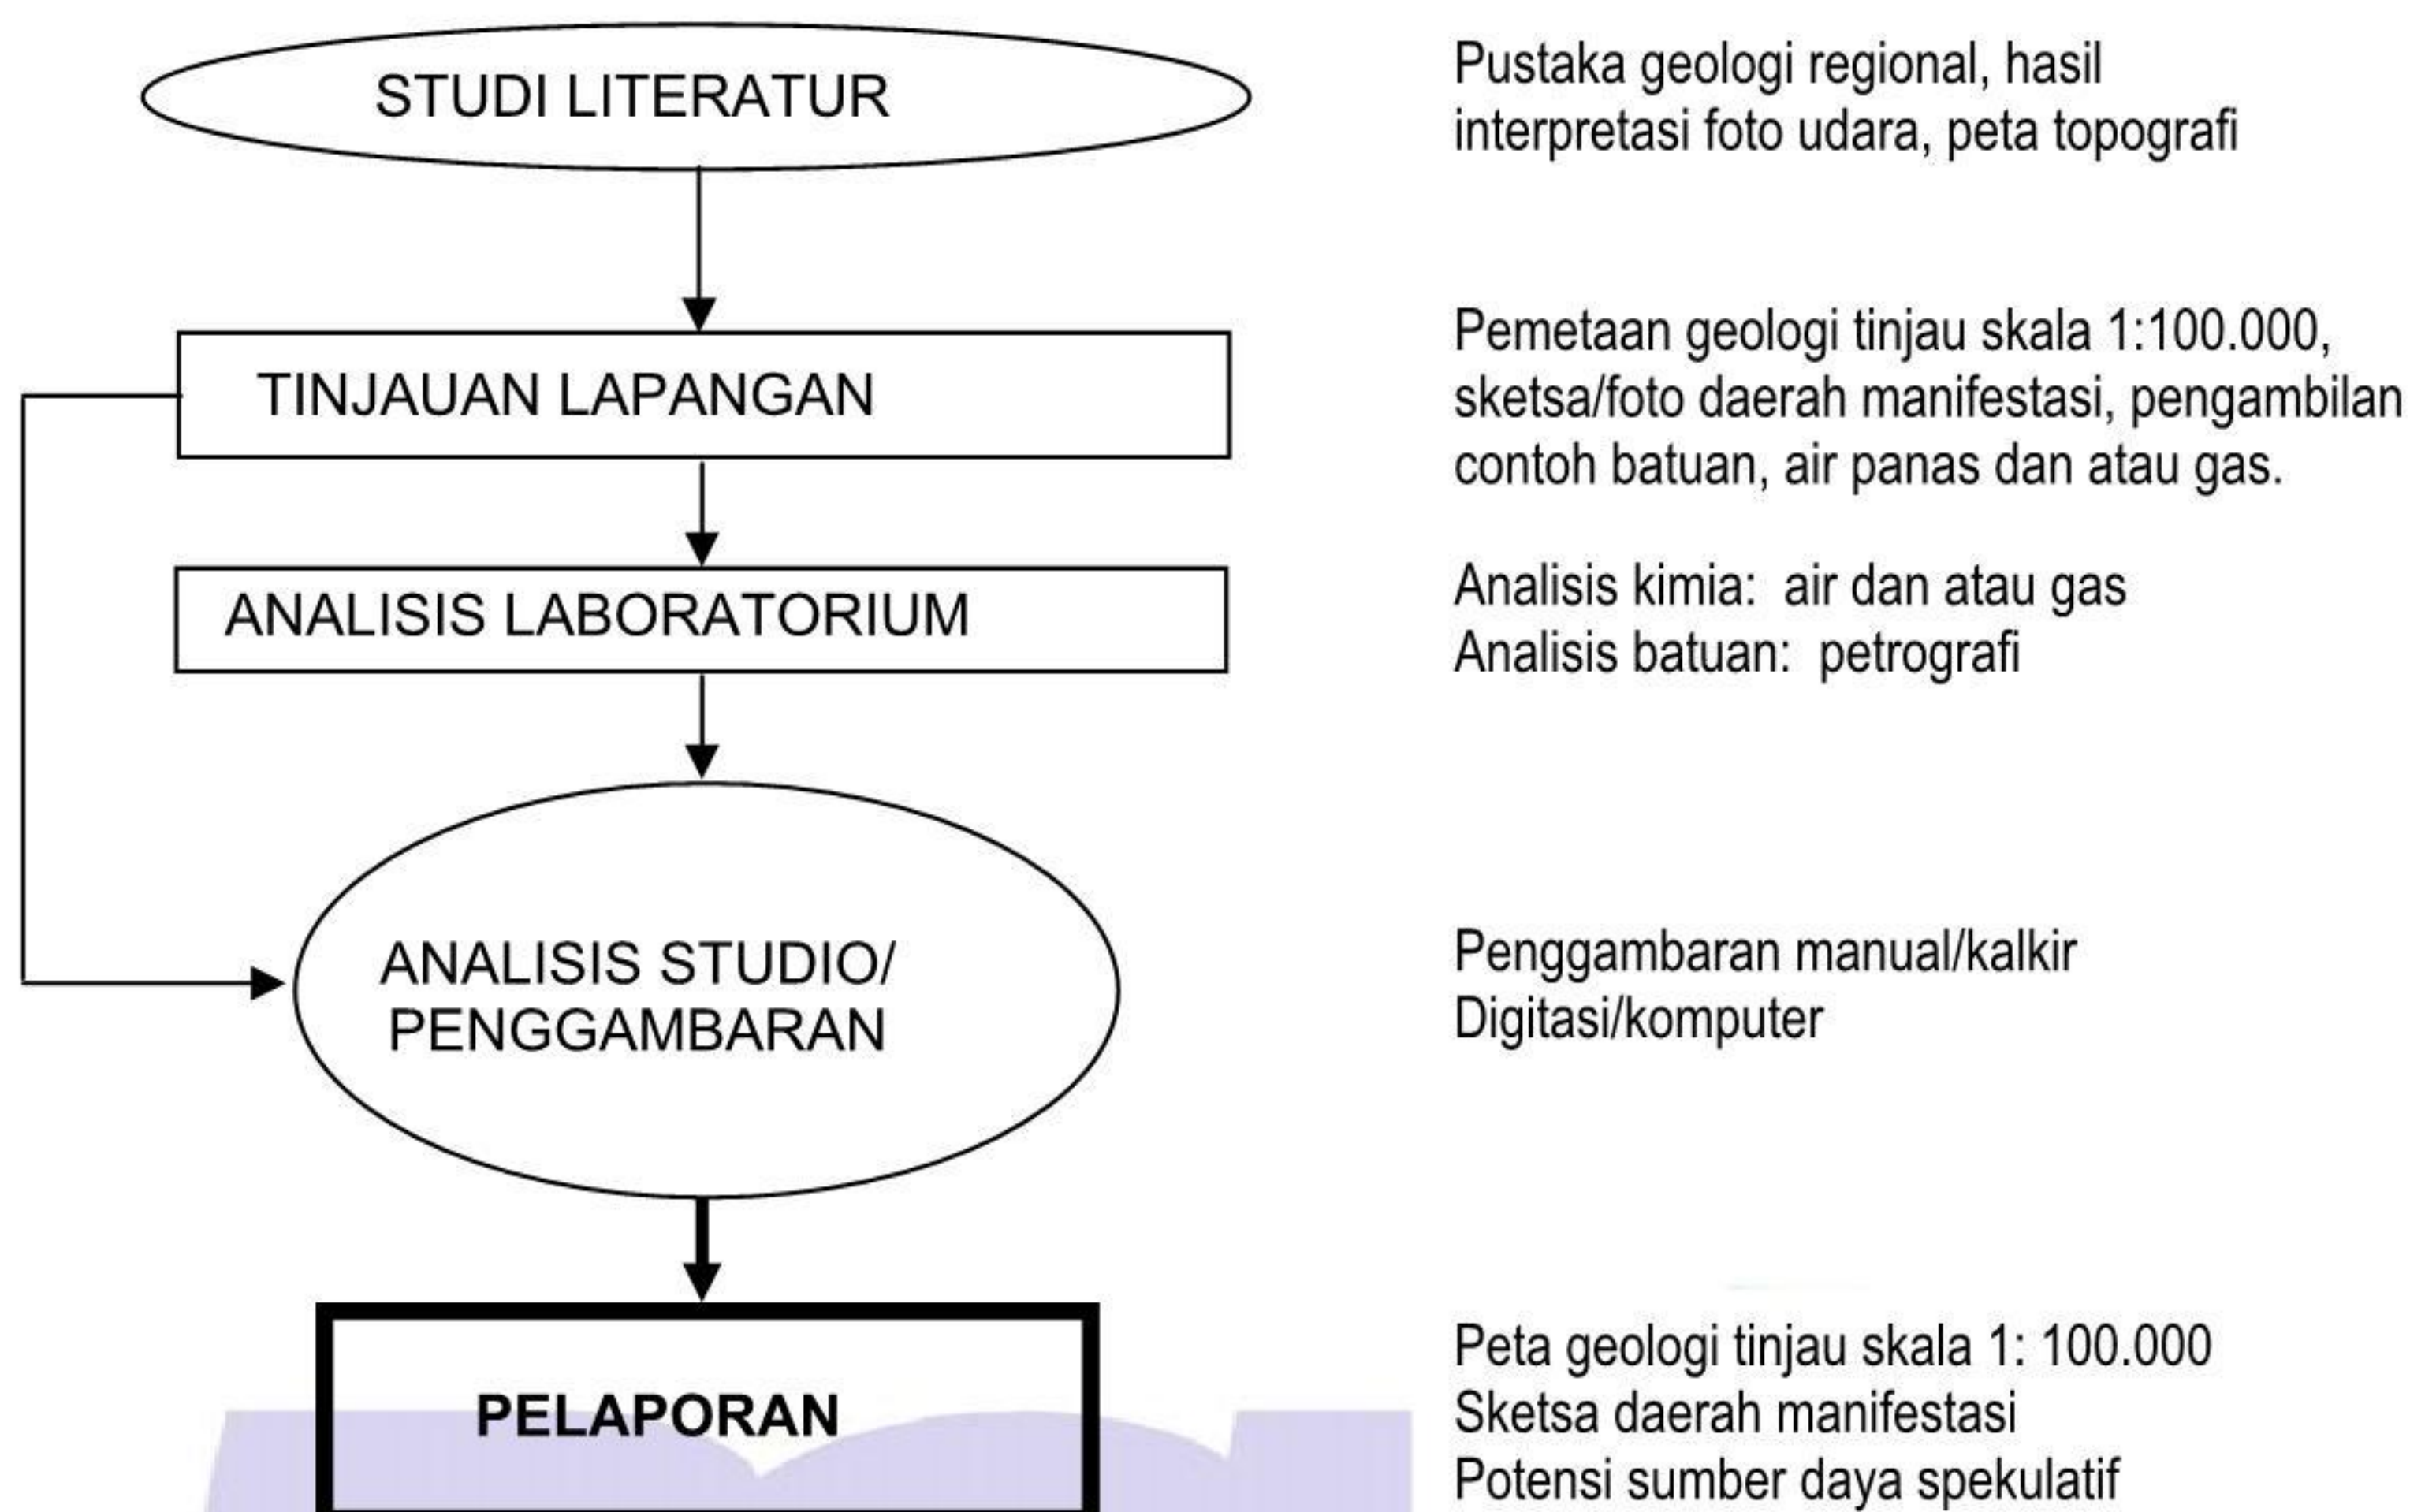 STUDI LITERATUR
Pustaka geologi regional, hasil
interpretasi foto udara, peta topografi
TINJAUAN LAPANGAN
Pemetaan geologi tinjau skala 1:100.000,
sketsa/foto daerah manifestasi, pengambilan
contoh batuan, air panas dan atau gas.
ANALISIS LABORATORIUM
Analisis kimia: air dan atau gas
Analisis batuan: petrografi
ANALISIS STUDIO/
PENGGAMBARAN
Penggambaran manual/kalkir
Digitasi/komputer
PELAPORAN
Peta geologi tinjau skala 1: 100.000
Sketsa daerah manifestasi
Potensi sumber daya spekulatif